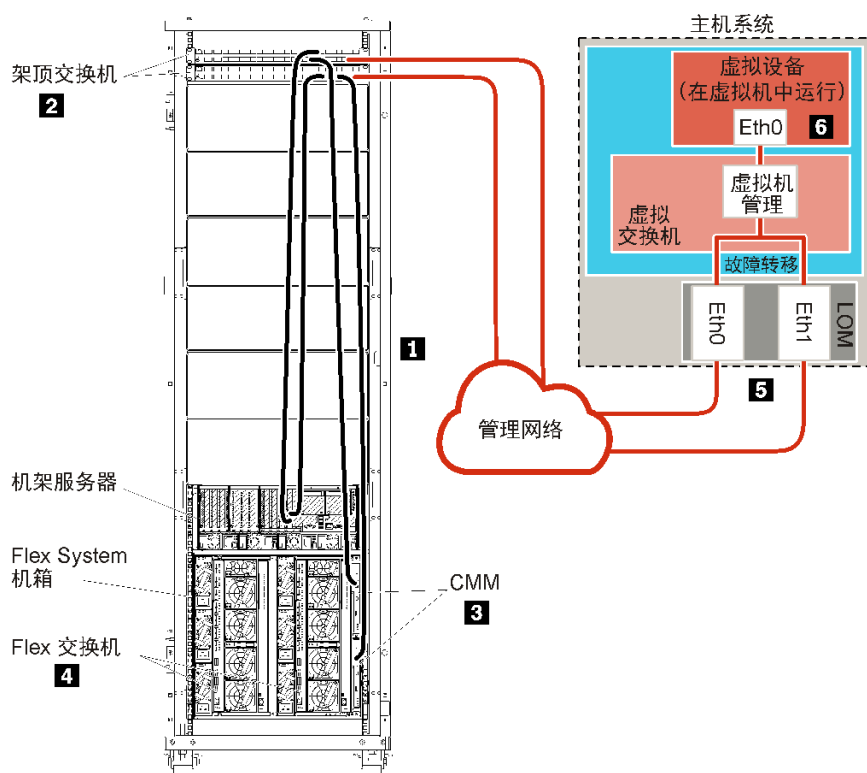 主机系统
架顶交换机
2
虚拟设备
(在虚拟机中运行)
Eth0
6
虚拟机
管理
虚拟
交换机
故障转移
Eth0
Eth1
LOM
1
5
管理网络
机架服务器
Flex System
机箱
CMM
3
Flex 交换机
4